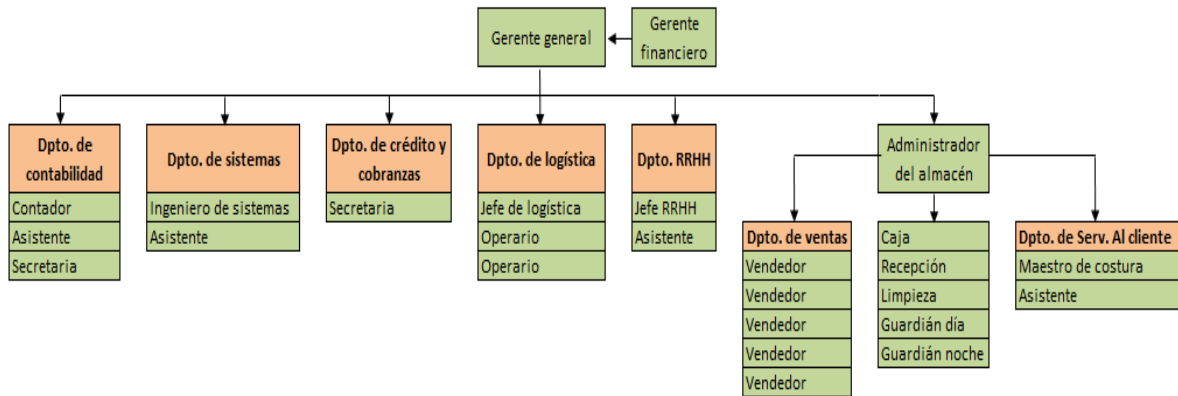 Gerente general
Gerente
financiero
Dpto. de
contabilidad
Contador
Asistente
Secretaria
Dpto. de sistemas
Ingeniero de sistemas
Asistente
Dpto. de crédito y
cobranzas
Secretaria
Dpto. de logística
Jefe de logística
Operario
Operario
Dpto. RRHH
Jefe RRHH
Asistente
Administrador
del almacén
Dpto. de ventas
Vendedor
Vendedor
Vendedor
Vendedor
Vendedor
Caja
Recepción
Limpieza
Guardián día
Guardián noche
Dpto. de Serv. Al cliente
Maestro de costura
Asistente